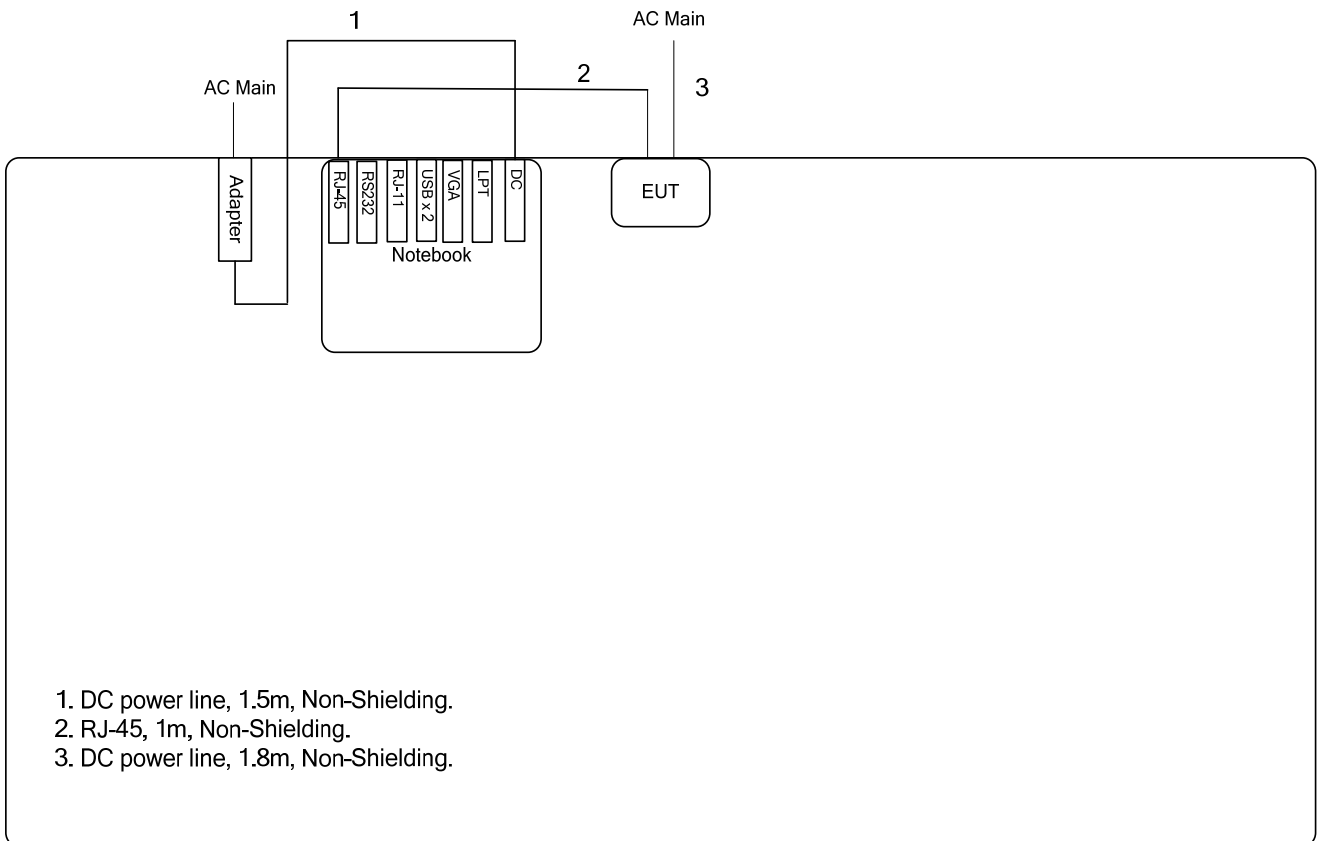 1
AC Main
2
3
AC Main
Adapter
RJ-45
RS232
RJ-11
USB x 2
VGA
LPT
DC
EUT
Notebook
1. DC power line, 1.5m, Non-Shielding.
2. RJ-45, 1m, Non-Shielding.
3. DC power line, 1.8m, Non-Shielding.